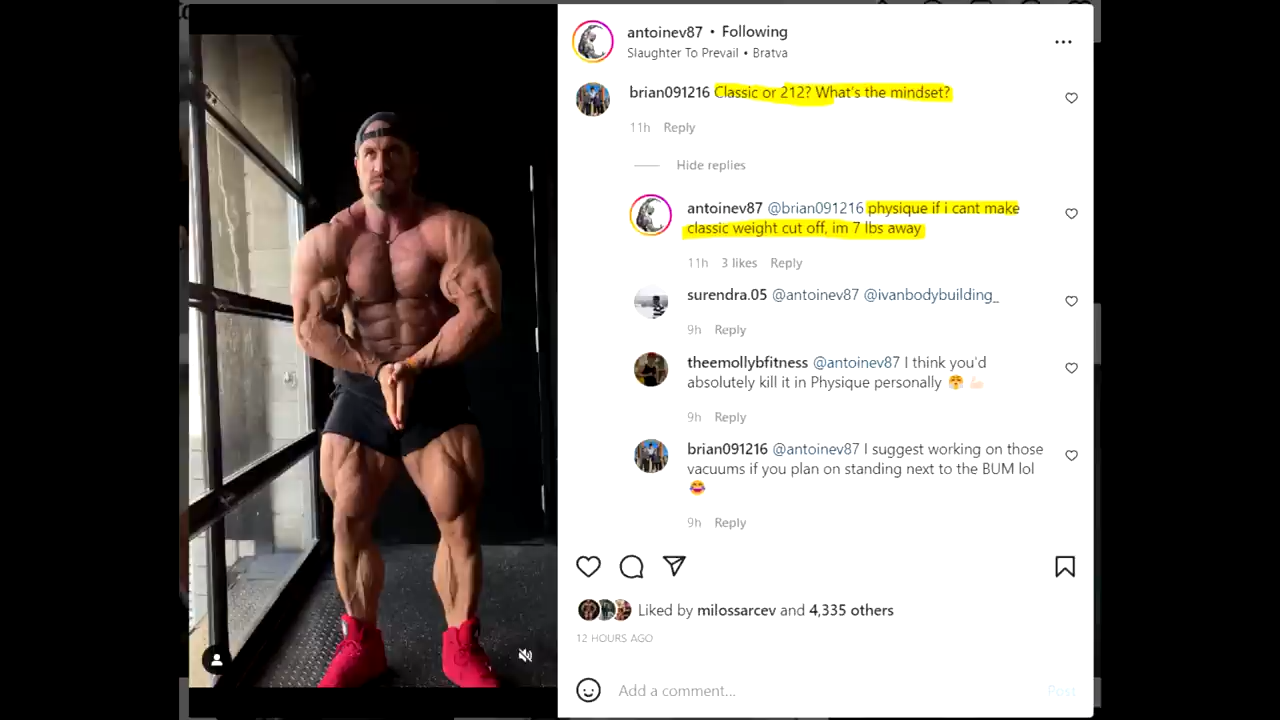 antoinev87 • Following
Slaughter To Prevail • Bratva
brian091216 Classic or 212? What's the mindset?
11h Reply
Hide replies
antoinev87 @brian091216 physique if i cant make
classic weight cut off, im 7 lbs away
11h 3 likes Reply
surendra.05 @antoinev87 @ivanbodybuilding_
9h Reply
theemollybfitness @antoinev87 I think you'd
absolutely kill it in Physique personally 😤 💪🏻
9h Reply
brian091216 @antoinev87 I suggest working on those
vacuums if you plan on standing next to the BUM lol
😂
9h Reply
Liked by milossarcev and 4,335 others
12 HOURS AGO
Add a comment...
Post